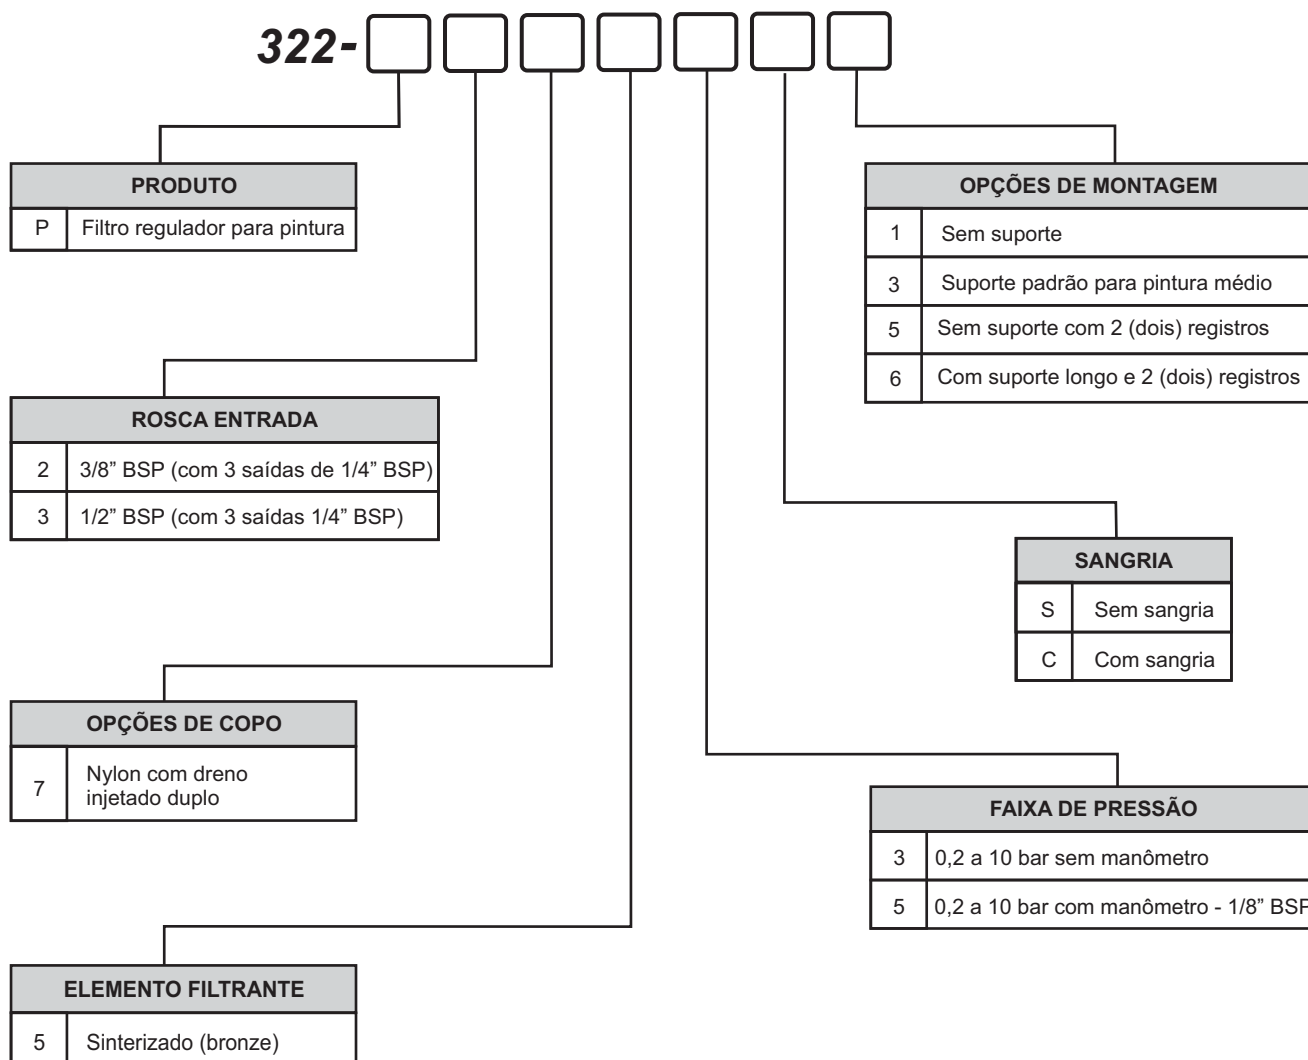 322-
PRODUTO
P Filtro regulador para pintura
ROSCA ENTRADA
2 3/8” BSP (com 3 saídas de 1/4” BSP)
3 1/2” BSP (com 3 saídas 1/4” BSP)
OPÇÕES DE COPO
7 Nylon com dreno
injetado duplo
ELEMENTO FILTRANTE
5 Sinterizado (bronze)
OPÇÕES DE MONTAGEM
1 Sem suporte
3 Suporte padrão para pintura médio
5 Sem suporte com 2 (dois) registros
6 Com suporte longo e 2 (dois) registros
SANGRIA
S Sem sangria
C Com sangria
FAIXA DE PRESSÃO
3 0,2 a 10 bar sem manômetro
5 0,2 a 10 bar com manômetro - 1/8” BSP